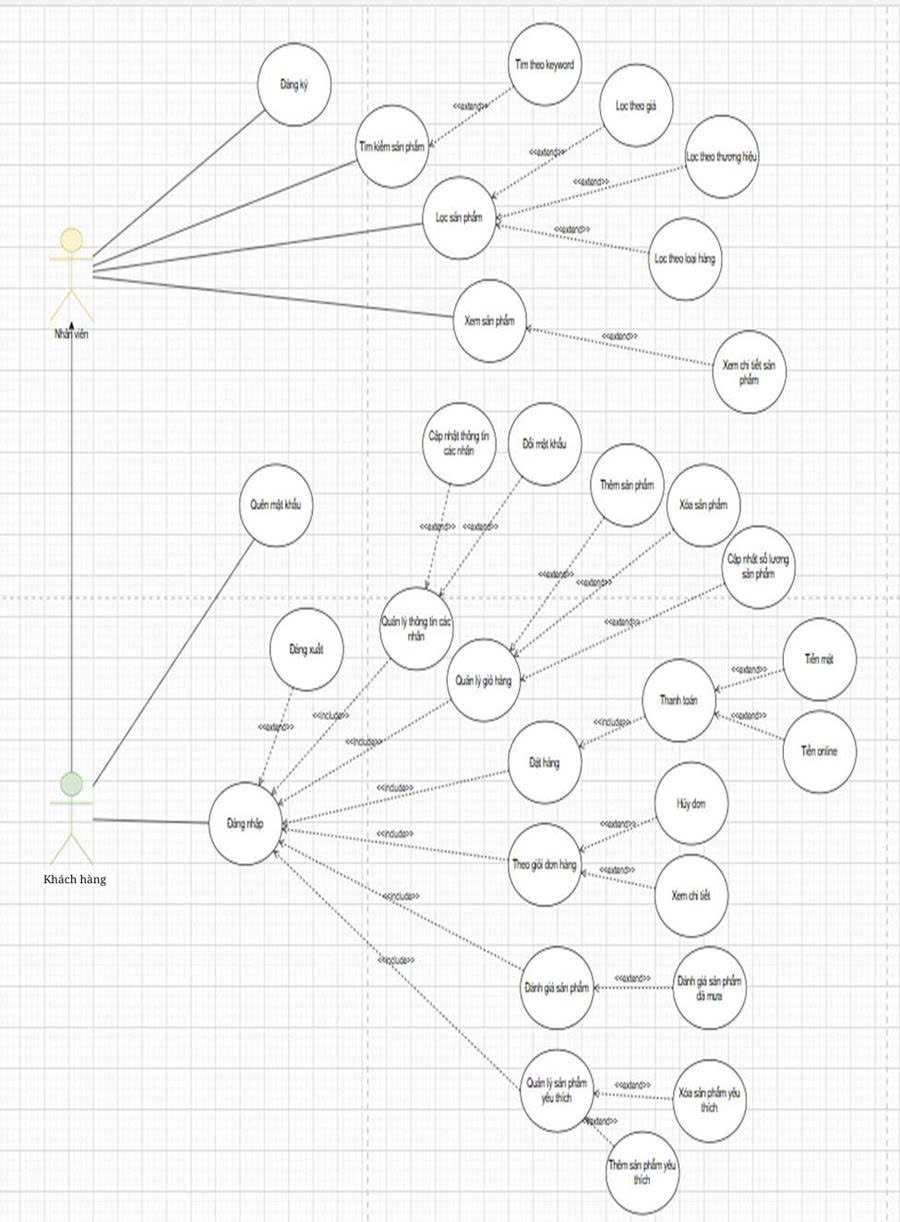 Tìm theo keyword
Đăng ký
<<extend>>
Lọc theo giá
Tìm kiếm sản phẩm
<<extend>>
Lọc theo thương hiệu
<<extend>>
Lọc sản phẩm
<<extend>>
Lọc theo loại hàng
Xem sản phẩm
Nhân viên
<<extend>>
Xem chi tiết sản
phẩm
Cập nhật thông tin
các nhân
Đổi mật khẩu
Thêm sản phẩm
Xóa sản phẩm
Quên mật khẩu
<<extend>>
<<extend>>
Cập nhật số lương
sản phẩm
<<extend>>
<<extend>>
Quản lý thông tin các
nhân
<<extend>>
Đăng xuất
Quản lý giỏ hàng
Tiền mặt
<<extend>>
Thanh toán
<<include>>
<<extend>>
<<include>>
<<extend>>
<<include>>
Tiền online
Đặt hàng
<<include>>
Hủy đơn
Đăng nhập
<<include>>
<<extend>>
Theo giõi đơn hàng
<<extend>>
Khách hàng
<<include>>
Xem chi tiết
<<include>>
<<extend>>
Đánh giá sản phẩm
Đánh giá sản phẩm
đã mưa
Quản lý sản phẩm
yêu thích
<<extend>>
Xóa sản phẩm yêu
thích
<<extend>>
Thêm sản phẩm yêu
thích